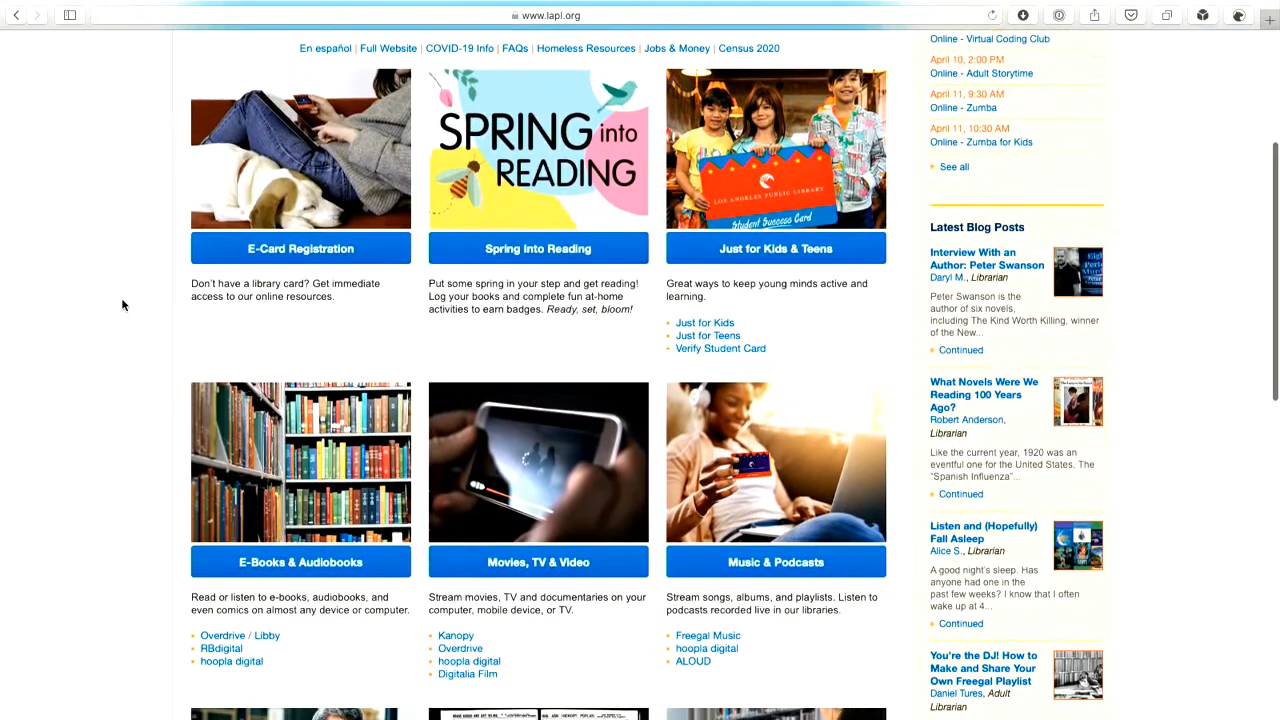 www.lapl.org
En español | Full Website | COVID-19 Info | FAQs | Homeless Resources | Jobs & Money | Census 2020
SPRING into
READING
LOS ANGELES PUBLIC LIBRARY
Student Success Card
E-Card Registration
Spring Into Reading
Just for Kids & Teens
Don't have a library card? Get immediate
access to our online resources.
Put some spring in your step and get reading!
Log your books and complete fun at-home
activities to earn badges. Ready, set, bloom!
Great ways to keep young minds active and
learning.
Just for Kids
Just for Teens
Verify Student Card
E-Books & Audiobooks
Movies, TV & Video
Music & Podcasts
Read or listen to e-books, audiobooks, and
even comics on almost any device or computer.
Overdrive / Libby
RBdigital
hoopla digital
Stream movies, TV and documentaries on your
computer, mobile device, or TV.
Kanopy
Overdrive
hoopla digital
Digitalia Film
Stream songs, albums, and playlists. Listen to
podcasts recorded live in our libraries.
Freegal Music
hoopla digital
ALOUD
Online - Virtual Coding Club
April 10, 2:00 PM
Online - Adult Storytime
April 11, 9:30 AM
Online - Zumba
April 11, 10:30 AM
Online - Zumba for Kids
See all
Latest Blog Posts
Interview With an
Author: Peter Swanson
Daryl M., Librarian
Peter Swanson is the
author of six novels,
including The Kind Worth Killing, winner
of the New...
Continued
What Novels Were We
Reading 100 Years
Ago?
Robert Anderson,
Librarian
Like the current year, 1920 was an
eventful one for the United States. The
"Spanish Influenza"...
Continued
Listen and (Hopefully)
Fall Asleep
Alice S., Librarian
A good night's sleep. Has
anyone had one in the
past few weeks? I know that I often
wake up at 4...
Continued
You're the DJ! How to
Make and Share Your
Own Freegal Playlist
Daniel Tures, Adult
Librarian